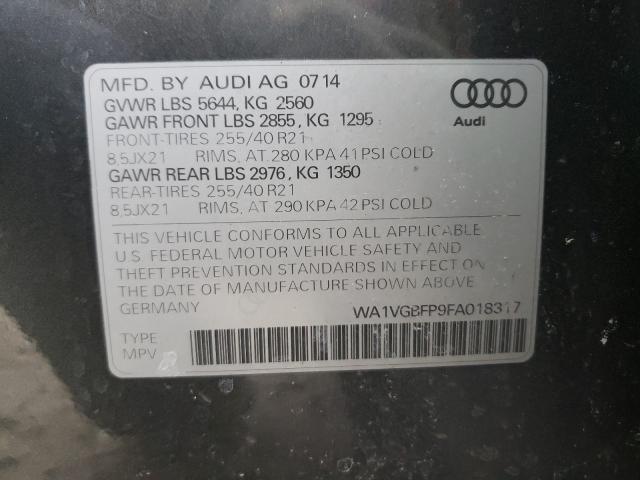 MFD. BY AUDI AG 07 14
GVWR LBS 5644, KG 2560
GAWR FRONT LBS 2855, KG 1295
FRONT-TIRES 255/40 R21
8,5JX21 RIMS, AT 280 KPA 41 PSI COLD
GAWR REAR LBS 2976, KG 1350
REAR-TIRES 255/40 R21
8,5JX21 RIMS, AT 290 KPA 42 PSI COLD
Audi
THIS VEHICLE CONFORMS TO ALL APPLICABLE
U.S. FEDERAL MOTOR VEHICLE SAFETY AND
THEFT PREVENTION STANDARDS IN EFFECT ON
THE DATE OF MANUFACTURE SHOWN ABOVE
GERMANY WA1VGBFP9FA018317
TYPE
MPV